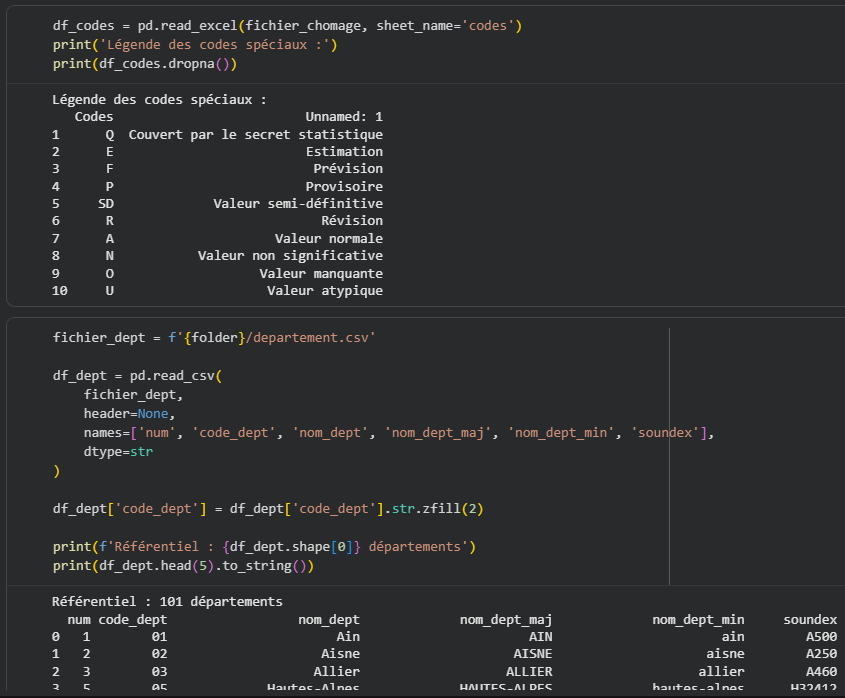 df_codes = pd.read_excel(fichier_chomage, sheet_name='codes')
print('Légende des codes spéciaux :')
print(df_codes.dropna())
Légende des codes spéciaux :
Codes Unnamed: 1
1 Q Couvert par le secret statistique
2 E Estimation
3 F Prévision
4 P Provisoire
5 SD Valeur semi-définitive
6 R Révision
7 A Valeur normale
8 N Valeur non significative
9 O Valeur manquante
10 U Valeur atypique
fichier_dept = f'{folder}/departement.csv'
df_dept = pd.read_csv(
fichier_dept,
header=None,
names=['num', 'code_dept', 'nom_dept', 'nom_dept_maj', 'nom_dept_min', 'soundex'],
dtype=str
)
df_dept['code_dept'] = df_dept['code_dept'].str.zfill(2)
print(f'Référentiel : {df_dept.shape[0]} départements')
print(df_dept.head(5).to_string())
Référentiel : 101 départements
num code_dept nom_dept nom_dept_maj nom_dept_min soundex
0 1 01 Ain AIN ain A500
1 2 02 Aisne AISNE aisne A250
2 3 03 Allier ALLIER allier A460
3 5 05 Hautes-Alpes HAUTES-ALPES hautes-alpes H32412